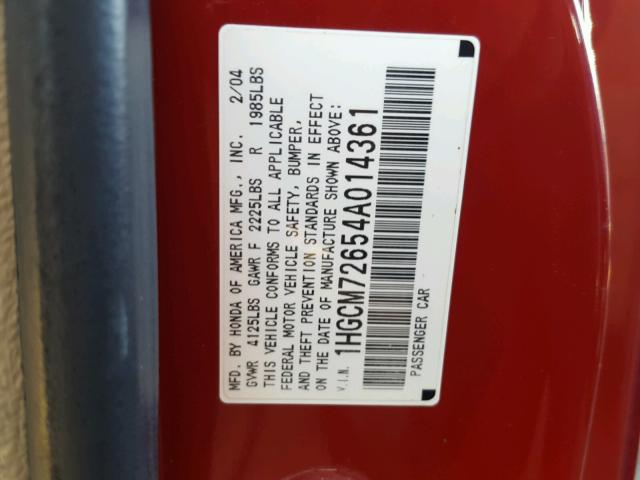 MFD. BY HONDA OF AMERICA MFG., INC. 2/04
GVWR 4125LBS GAWR F 2225LBS R 1985LBS
THIS VEHICLE CONFORMS TO ALL APPLICABLE
FEDERAL MOTOR VEHICLE SAFETY, BUMPER,
AND THEFT PREVENTION STANDARDS IN EFFECT
ON THE DATE OF MANUFACTURE SHOWN ABOVE:
V.I.N. 1HGCM72654A014361
PASSENGER CAR